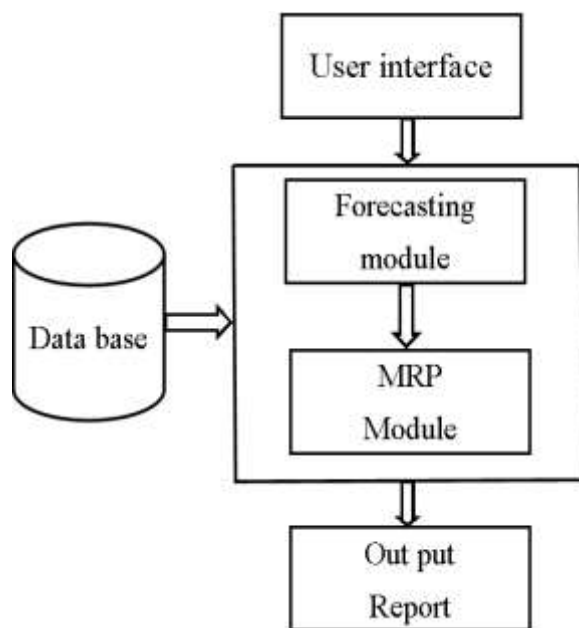 User interface
Forecasting
module
Data base
MRP
Module
Out put
Report